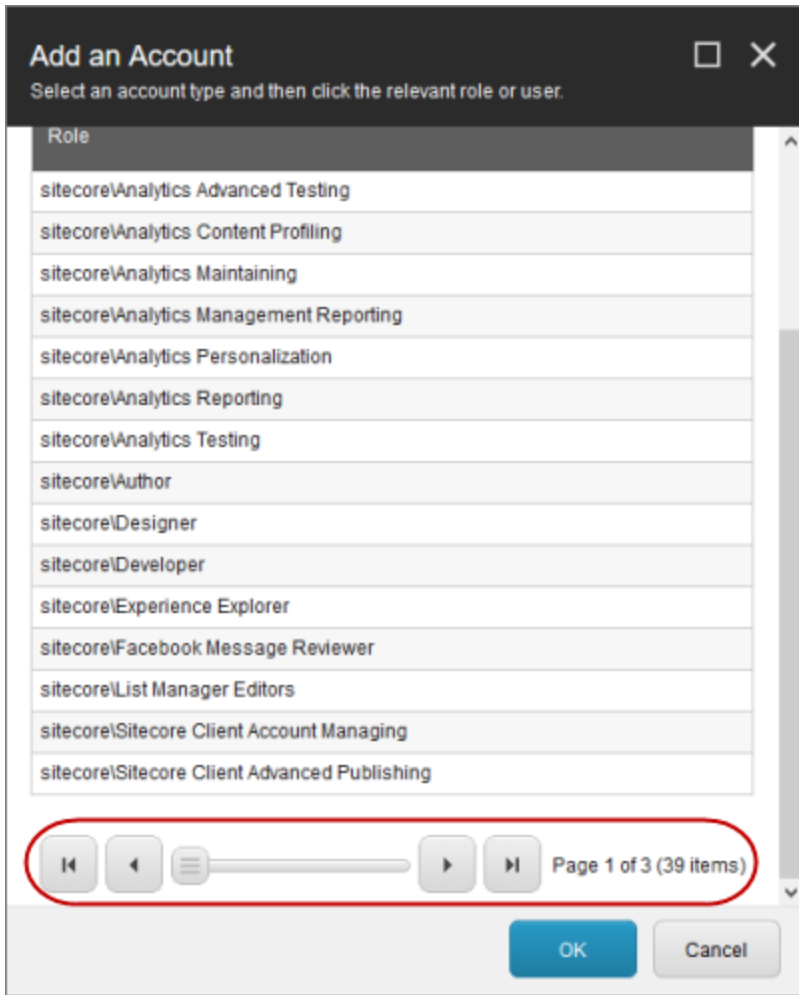 Add an Account
Select an account type and then click the relevant role or user.
Role
sitecore\Analytics Advanced Testing
sitecore\Analytics Content Profiling
sitecore\Analytics Maintaining
sitecore\Analytics Management Reporting
sitecore\Analytics Personalization
sitecore\Analytics Reporting
sitecore\Analytics Testing
sitecore\Author
sitecore\Designer
sitecore\Developer
sitecore\Experience Explorer
sitecore\Facebook Message Reviewer
sitecore\List Manager Editors
sitecore\Sitecore Client Account Managing
sitecore\Sitecore Client Advanced Publishing
Page 1 of 3 (39 items)
OK Cancel